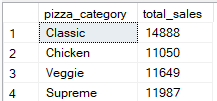 pizza_category total_sales
1 Classic 14888
2 Chicken 11050
3 Veggie 11649
4 Supreme 11987